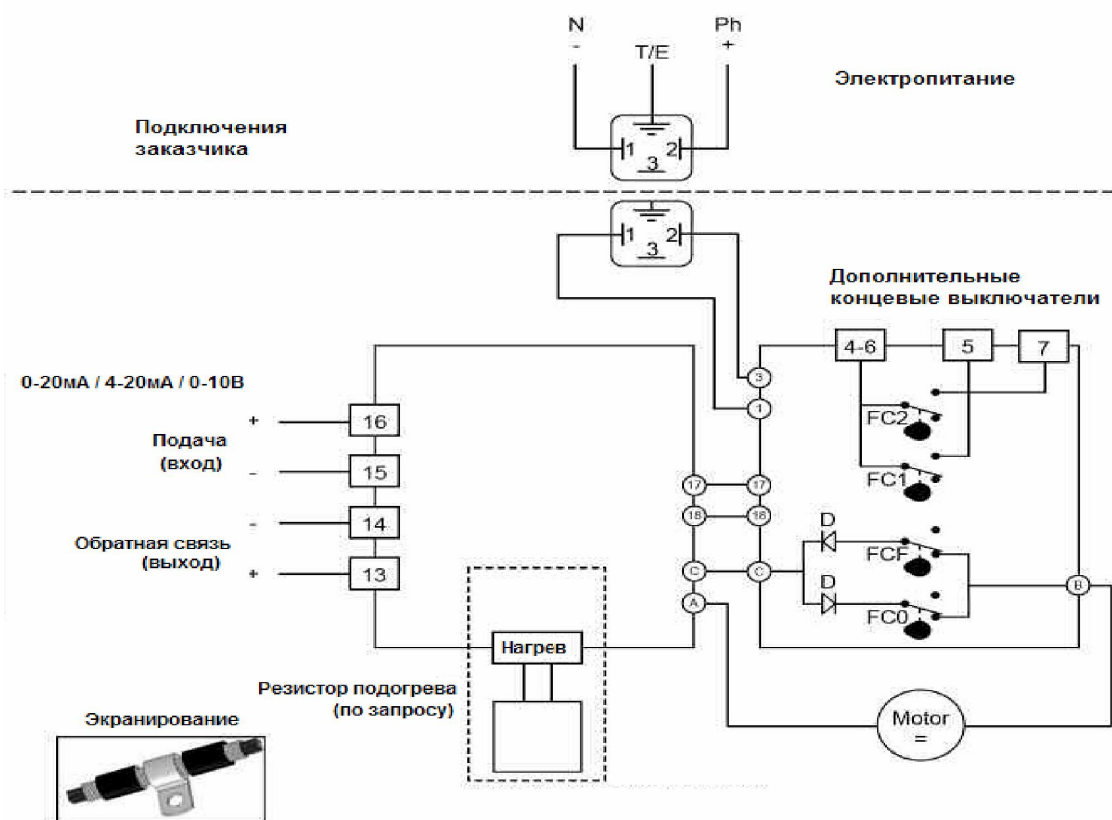 N
-
T/E
Ph
+
Электропитание
Подключения
заказчика
1 2
3
1 2
3
Дополнительные
концевые выключатели
4-6 5 7
3
1
0-20мА / 4-20мА / 0-10В
+ 16
Подача
(вход)
- 15
- 14
Обратная связь
(выход)
+ 13
FC2
FC1
17 17
18 18
D
FCF
C C
D
FC0
B
A
Нагрев
Резистор подогрева
(по запросу)
Motor
=
Экранирование